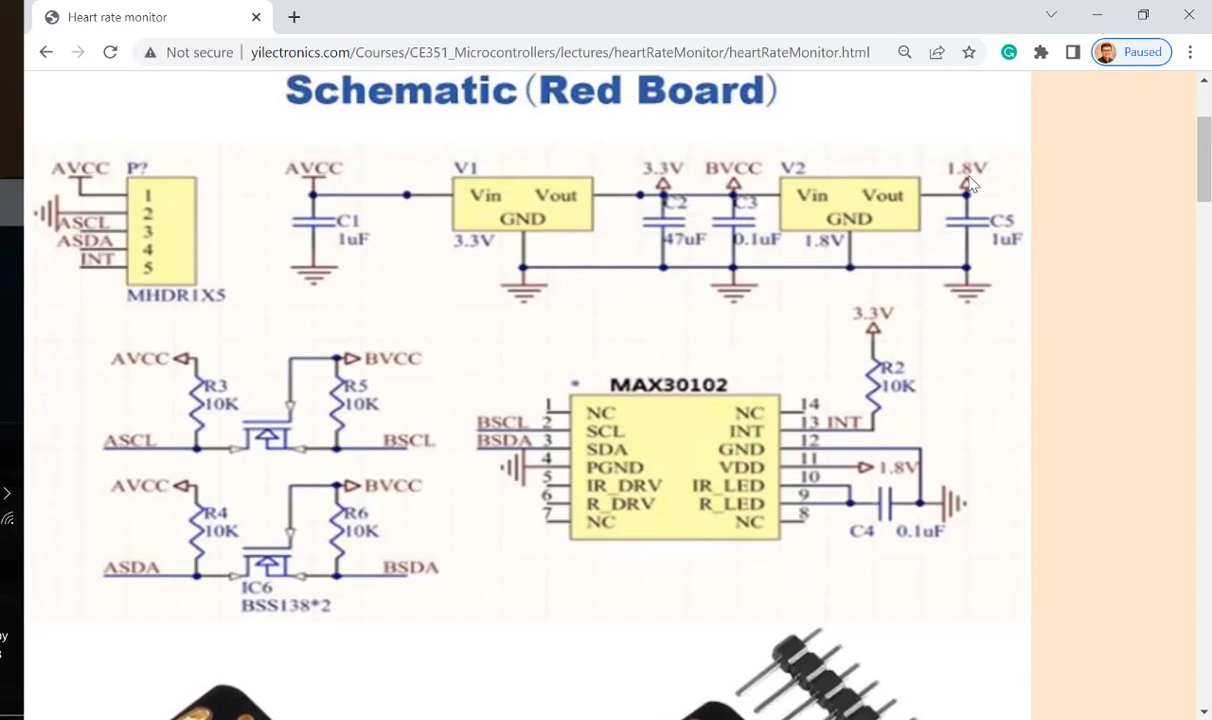 Heart rate monitor
Not secure
yilectronics.com/Courses/CE351_Microcontrollers/lectures/heartRateMonitor/heartRateMonitor.html
Paused
Schematic(Red Board)
AVCC P? AVCC V1 3.3V BVCC V2 1.8V
1 Vin Vout Vin Vout
2 C2 C3
ASCL 3 GND C1 GND C5
ASDA 4 3.3V 1uF 47uF 0.1uF 1.8V 1uF
INT 5
MHDR1X5
3.3V
AVCC BVCC R2
R3 R5 10K
10K 10K
MAX30102
1 NC NC 14
BSCL 2 SCL INT 13 INT
BSDA 3 SDA GND 12
4 PGND VDD 11 1.8V
5 IR_DRV IR_LED 10
6 R_DRV R_LED 9
7 NC NC 8
C4 0.1uF
ASCL BSCL
AVCC BVCC
R4 R6
10K 10K
ASDA BSDA
IC6
BSS138*2